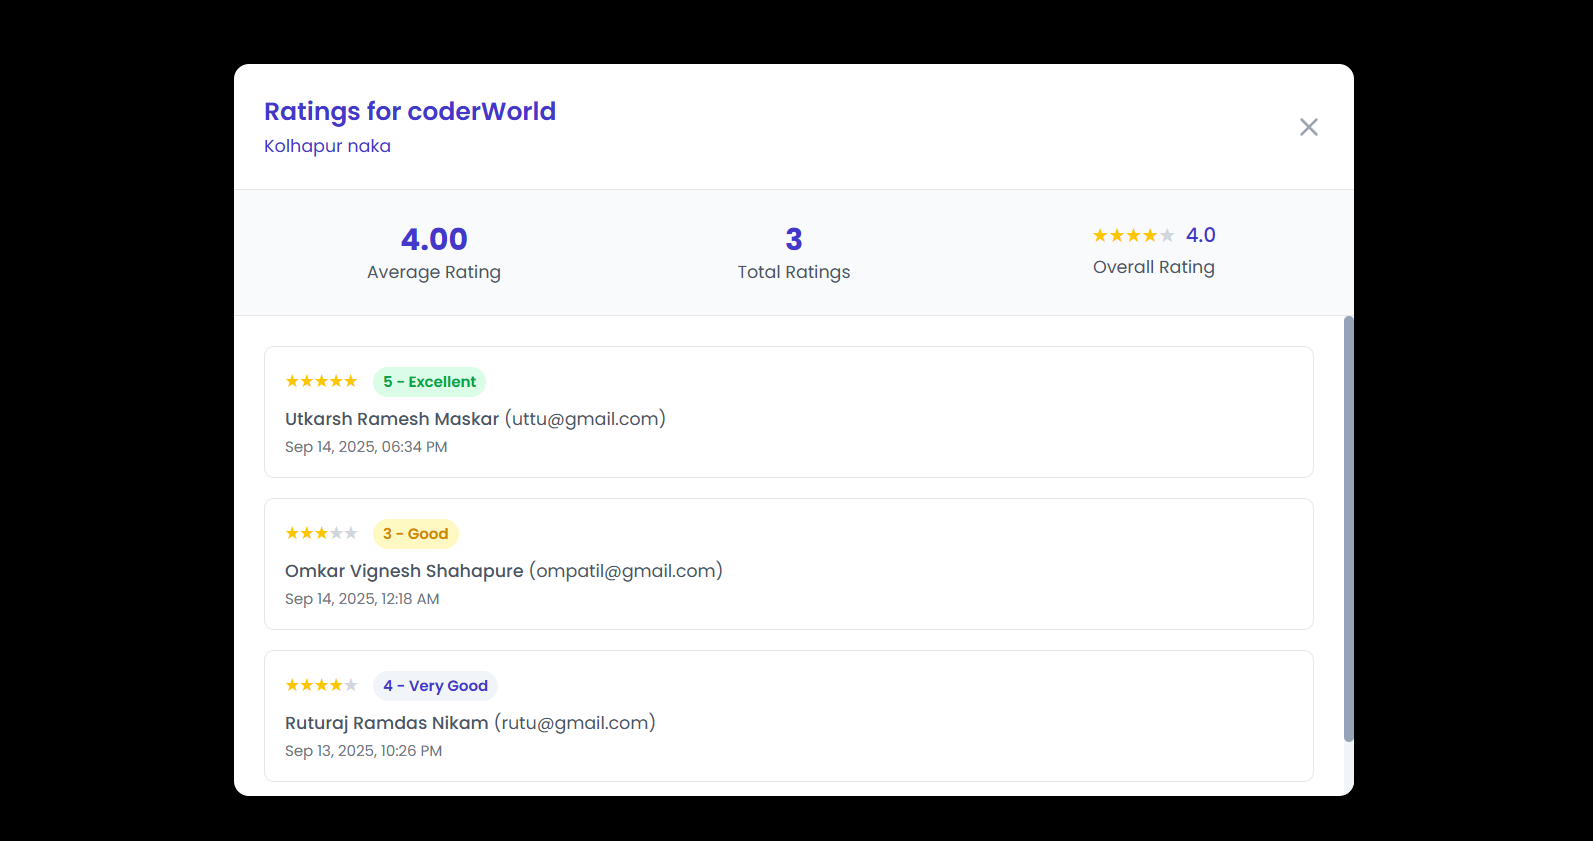 Ratings for coderWorld
Kolhapur naka
4.00
Average Rating
3
Total Ratings
★★★★★ 4.0
Overall Rating
★★★★★ 5 - Excellent
Utkarsh Ramesh Maskar (uttu@gmail.com)
Sep 14, 2025, 06:34 PM
★★★★★ 3 - Good
Omkar Vignesh Shahapure (ompatil@gmail.com)
Sep 14, 2025, 12:18 AM
★★★★★ 4 - Very Good
Ruturaj Ramdas Nikam (rutu@gmail.com)
Sep 13, 2025, 10:26 PM